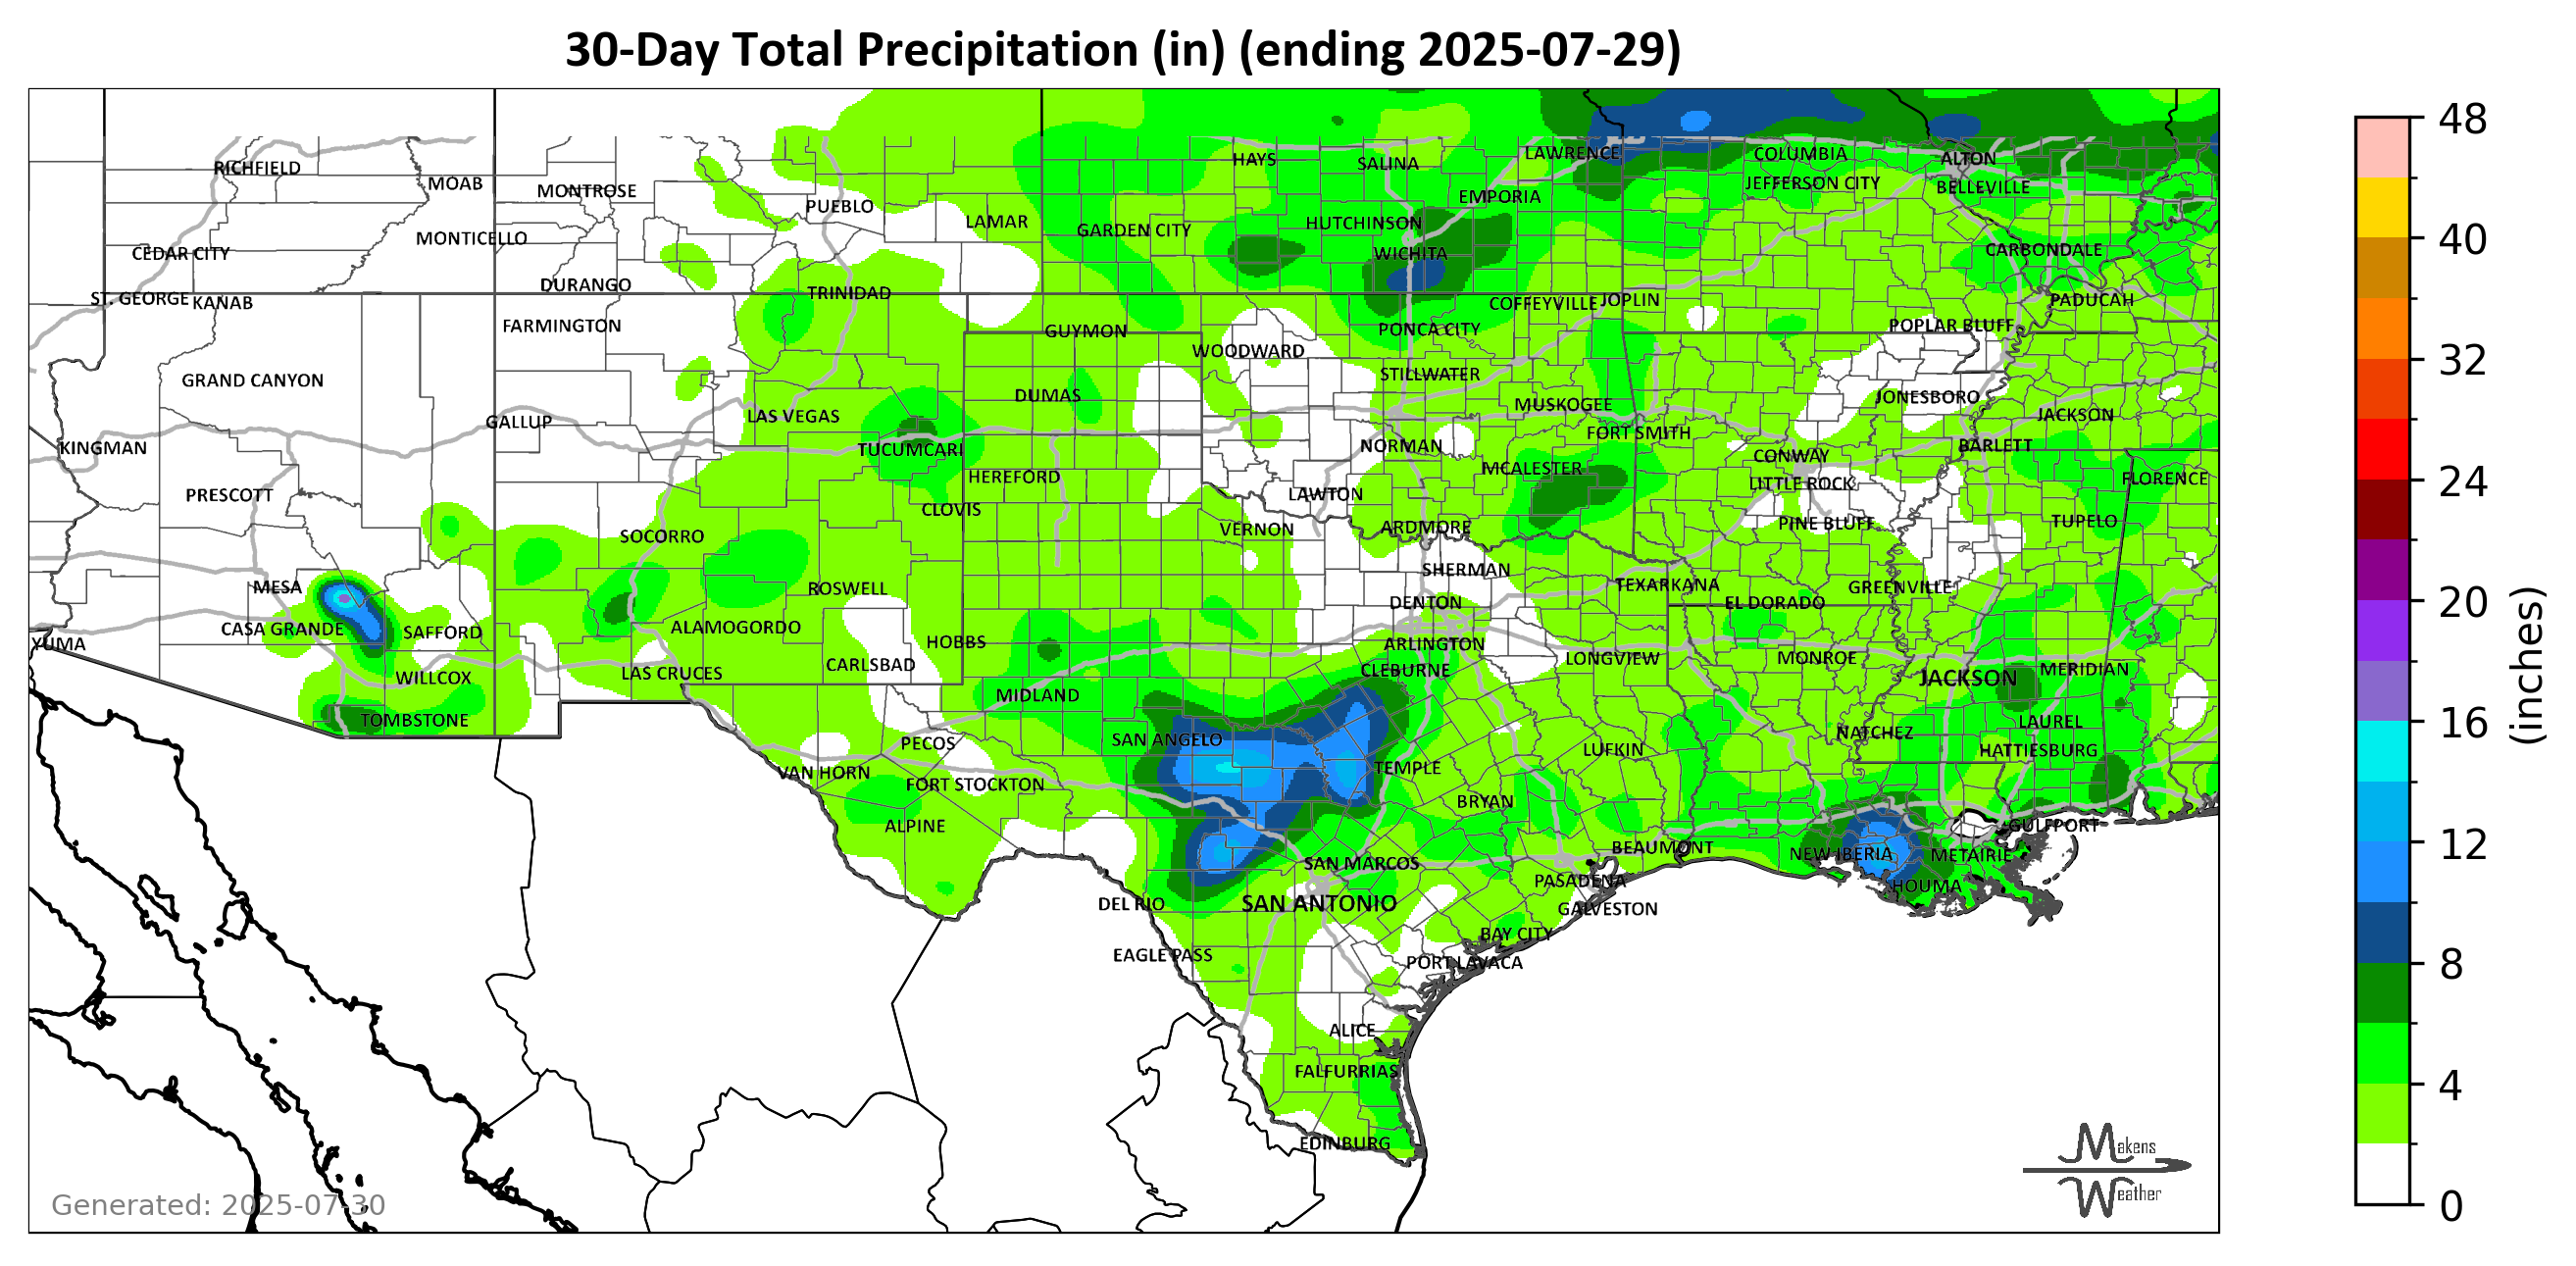 30-Day Total Precipitation (in) (ending 2025-07-29)
48
HAYS
LAWRENCE
COLUMBIA
ALTON
RICHFIELD
SALINA
MOAB
MONTROSE
JEFFERSON CITY
BELLEVILLE
EMPORIA
PUEBLO
LAMAR
GARDEN CITY
HUTCHINSON
40
MONTICELLO
CEDAR CITY
WICHITA
CARBONDALE
DURANGO
TRINIDAD
ST. GEORGE
KANAB
COFFEYVILLE
JOPLIN
PADUCAH
FARMINGTON
GUYMON
PONCA CITY
POPLAR BLUFF
WOODWARD
32
GRAND CANYON
STILLWATER
DUMAS
JONESBORO
LAS VEGAS
MUSKOGEE
JACKSON
GALLUP
FORT SMITH
KINGMAN
TUCUMCARI
NORMAN
BARLETT
CONWAY
MCALESTER
HEREFORD
LITTLE ROCK
FLORENCE
24
PRESCOTT
LAWTON
CLOVIS
PINE BLUFF
TUPELO
SOCORRO
VERNON
ARDMORE
SHERMAN
MESA
ROSWELL
TEXARKANA
GREENVILLE
DENTON
EL DORADO
20
CASA GRANDE
SAFFORD
ALAMOGORDO
HOBBS
YUMA
ARLINGTON
LONGVIEW
MONROE
CARLSBAD
CLEBURNE
MERIDIAN
(inches)
LAS CRUCES
WILLCOX
JACKSON
MIDLAND
TOMBSTONE
LAUREL
16
NATCHEZ
PECOS
SAN ANGELO
LUFKIN
HATTIESBURG
VAN HORN
TEMPLE
FORT STOCKTON
BRYAN
ALPINE
GULFPORT
12
BEAUMONT
NEW IBERIA
METAIRIE
SAN MARCOS
PASADENA
HOUMA
DEL RIO
SAN ANTONIO
GALVESTON
BAY CITY
EAGLE PASS
PORT LAVACA
8
ALICE
FALFURRIAS
4
EDINBURG
Makens
Weather
Generated: 2025-07-30
0